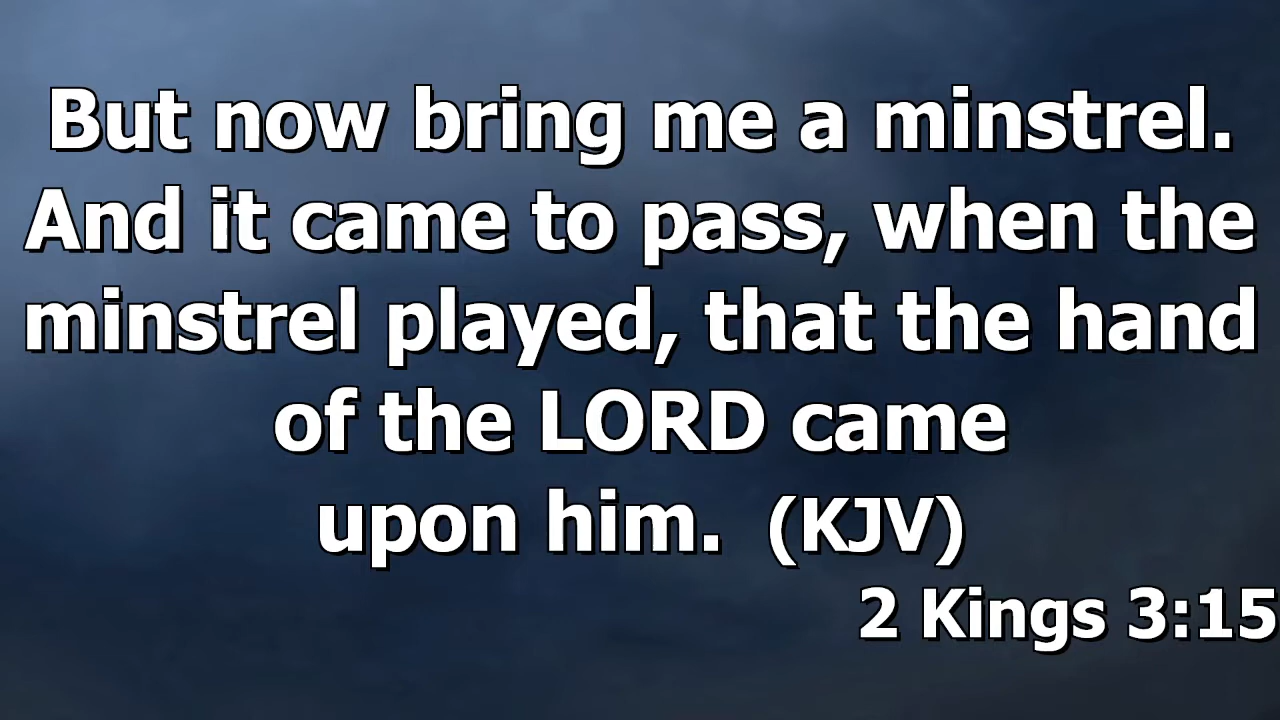 But now bring me a minstrel.
And it came to pass, when the
minstrel played, that the hand
of the LORD came
upon him. (KJV)
2 Kings 3:15